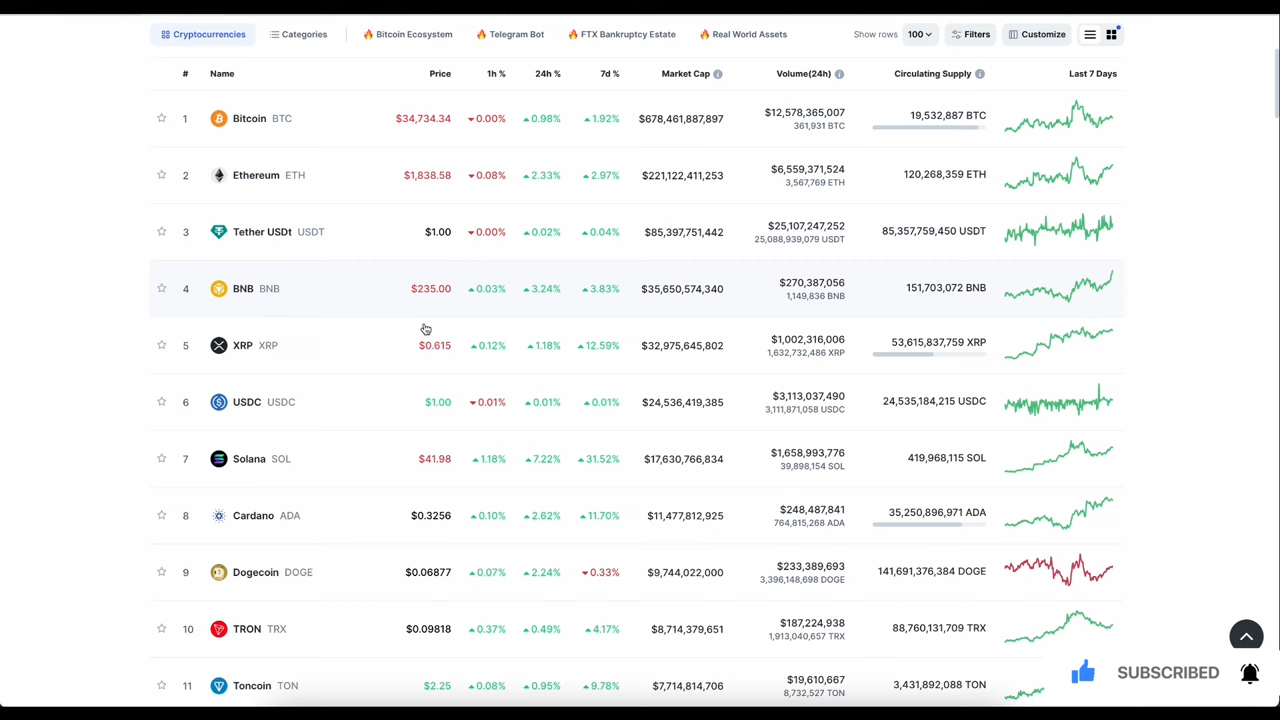 Cryptocurrencies Categories Bitcoin Ecosystem Telegram Bot FTX Bankruptcy Estate Real World Assets Show rows 100 Filters Customize
# Name Price 1h % 24h % 7d % Market Cap Volume(24h) Circulating Supply Last 7 Days
1 Bitcoin BTC $34,734.34 0.00% 0.98% 1.92% $678,461,887,897 $12,578,365,007 19,532,887 BTC
361,931 BTC
2 Ethereum ETH $1,838.58 0.08% 2.33% 2.97% $221,122,411,253 $6,559,371,524 120,268,359 ETH
3,567,769 ETH
3 Tether USDt USDT $1.00 0.00% 0.02% 0.04% $85,397,751,442 $25,107,247,252 85,357,759,450 USDT
25,088,939,079 USDT
4 BNB BNB $235.00 0.03% 3.24% 3.83% $35,650,574,340 $270,387,056 151,703,072 BNB
1,149,836 BNB
5 XRP XRP $0.615 0.12% 1.18% 12.59% $32,975,645,802 $1,002,316,006 53,615,837,759 XRP
1,632,732,486 XRP
6 USDC USDC $1.00 0.01% 0.01% 0.01% $24,536,419,385 $3,113,037,490 24,535,184,215 USDC
3,111,871,058 USDC
7 Solana SOL $41.98 1.18% 7.22% 31.52% $17,630,766,834 $1,658,993,776 419,968,115 SOL
39,898,154 SOL
8 Cardano ADA $0.3256 0.10% 2.62% 11.70% $11,477,812,925 $248,487,841 35,250,896,971 ADA
764,815,268 ADA
9 Dogecoin DOGE $0.06877 0.07% 2.24% 0.33% $9,744,022,000 $233,389,693 141,691,376,384 DOGE
3,396,148,698 DOGE
10 TRON TRX $0.09818 0.37% 0.49% 4.17% $8,714,379,651 $187,224,938 88,760,131,709 TRX
1,913,040,657 TRX
11 Toncoin TON $2.25 0.08% 0.95% 9.78% $7,714,814,706 $19,610,667 3,431,892,088 TON
8,732,527 TON
SUBSCRIBED